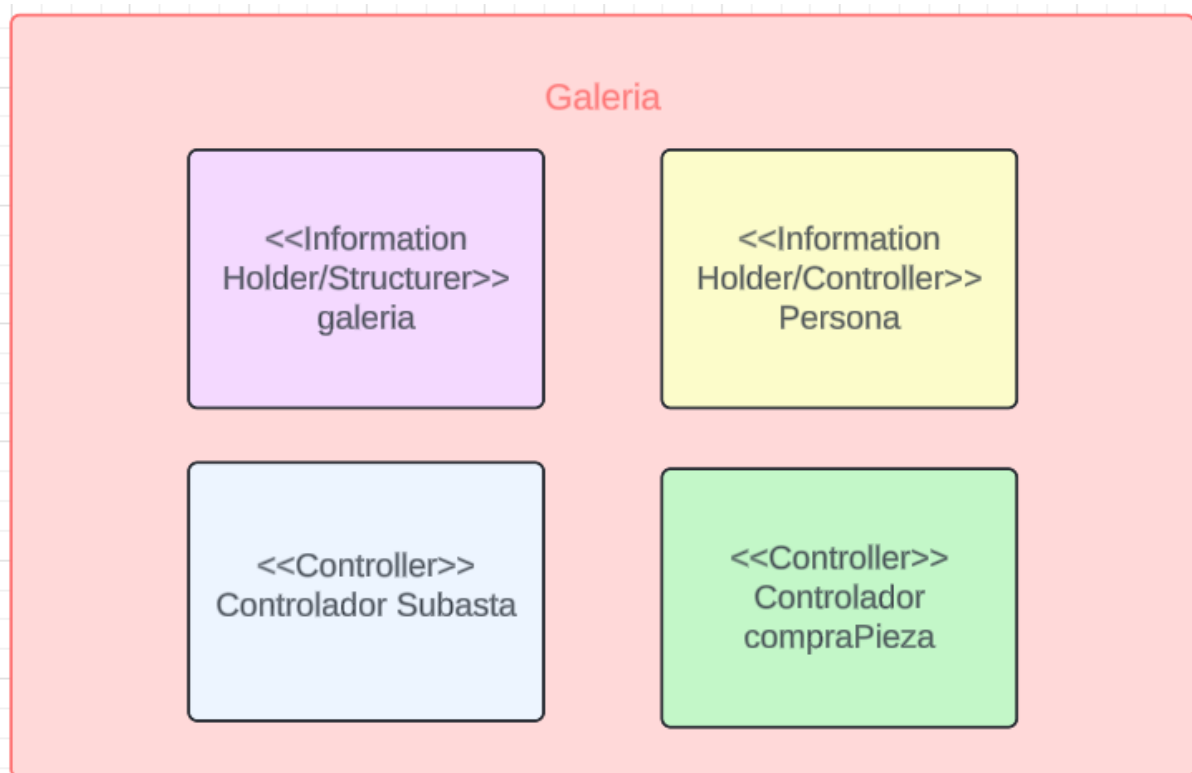 Galeria
<<Information
Holder/Structurer>>
galeria
<<Information
Holder/Controller>>
Persona
<<Controller>>
Controlador Subasta
<<Controller>>
Controlador
compraPieza